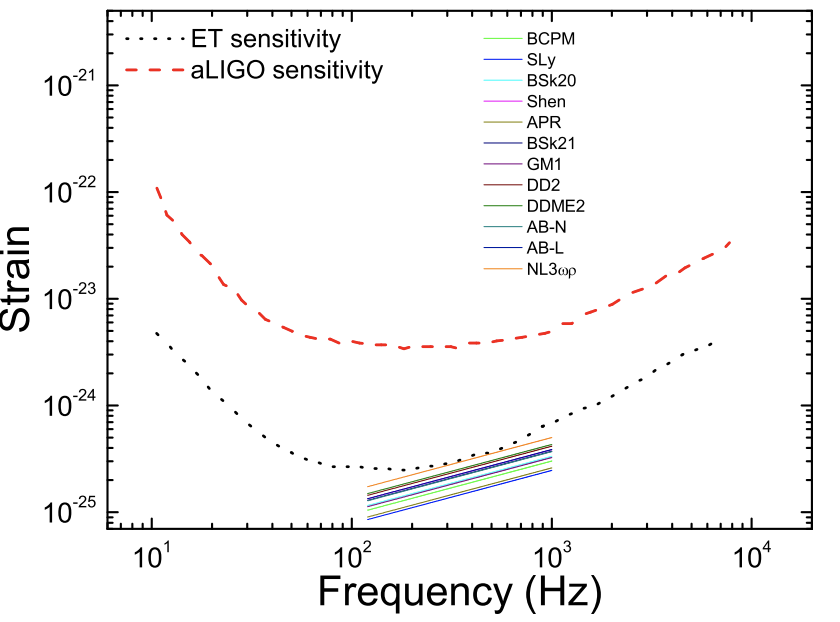 ET sensitivity
aLIGO sensitivity
BCPM
SLy
BSk20
Shen
APR
BSk21
GM1
DD2
DDME2
AB-N
AB-L
NL3ωρ
Strain
10⁻²¹
10⁻²²
10⁻²³
10⁻²⁴
10⁻²⁵
10¹ 10² 10³ 10⁴
Frequency (Hz)